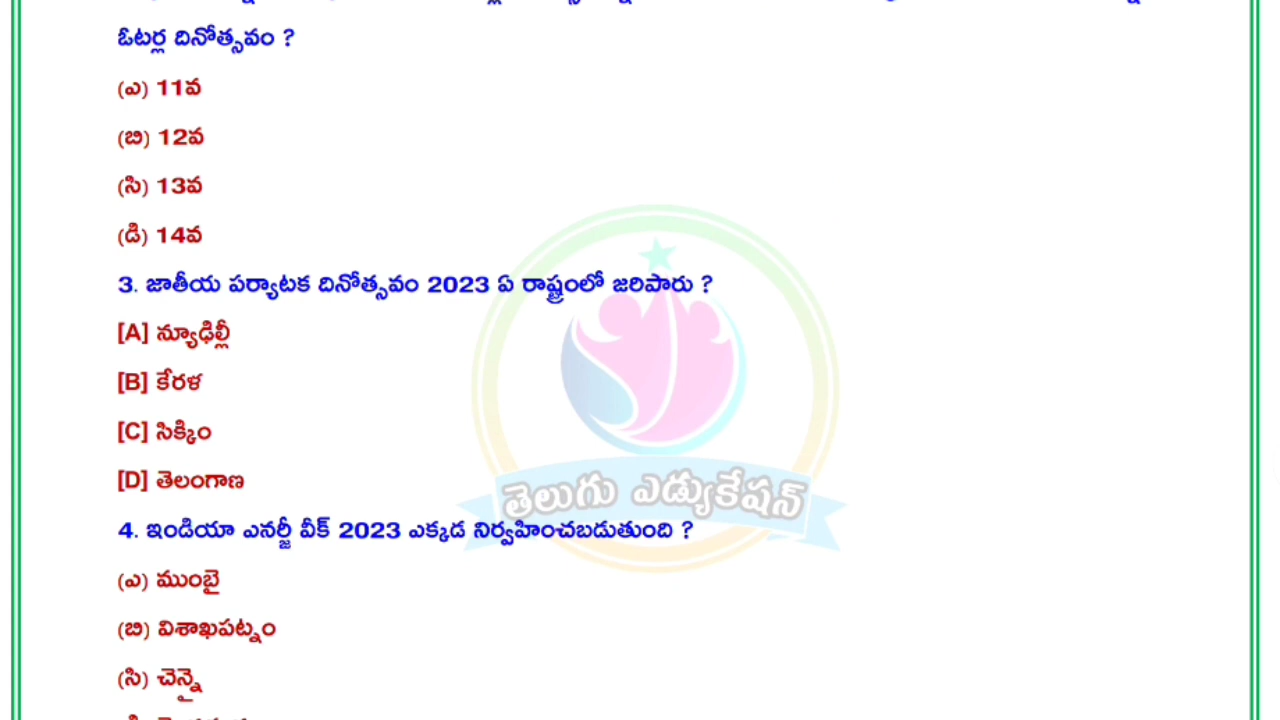 ఓటర్ల దినోత్సవం ?
(ఎ) 11వ
(బి) 12వ
(సి) 13వ
(డి) 14వ
3. జాతీయ పర్యాటక దినోత్సవం 2023 ఏ రాష్ట్రంలో జరిపారు ?
[A] న్యూఢిల్లీ
[B] కేరళ
[C] సిక్కిం
[D] తెలంగాణ
తెలుగు ఎడ్యుకేషన్
4. ఇండియా ఎనర్జీ వీక్ 2023 ఎక్కడ నిర్వహించబడుతుంది ?
(ఎ) ముంబై
(బి) విశాఖపట్నం
(సి) చెన్నై